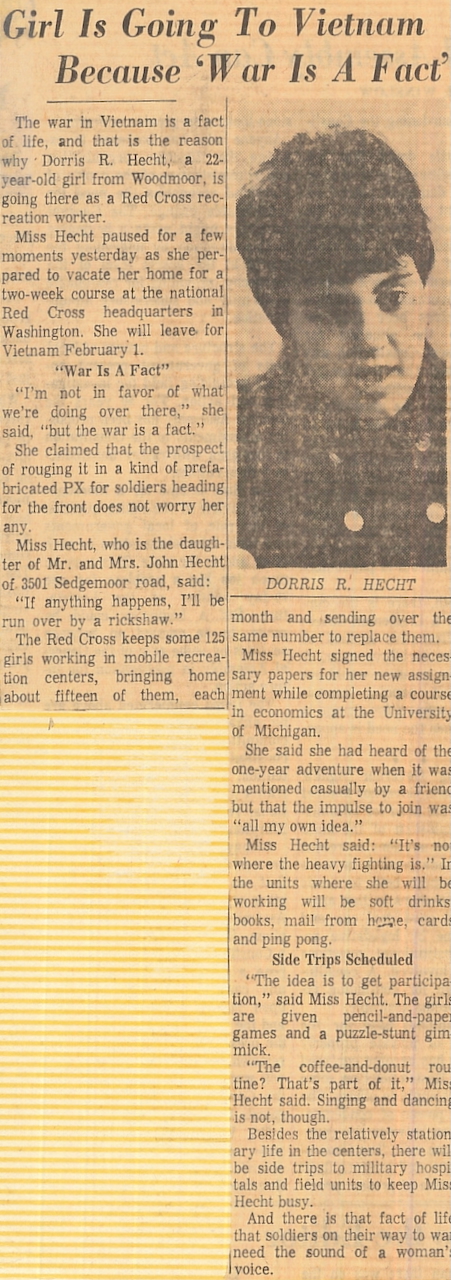 Girl Is Going To Vietnam
Because 'War Is A Fact'
The war in Vietnam is a fact
of life, and that is the reason
why Dorris R. Hecht, a 22-
year-old girl from Woodmoor, is
going there as a Red Cross rec-
reation worker.
Miss Hecht paused for a few
moments yesterday as she per-
pared to vacate her home for a
two-week course at the national
Red Cross headquarters in
Washington. She will leave for
Vietnam February 1.
"War Is A Fact"
"I'm not in favor of what
we're doing over there," she
said, "but the war is a fact."
She claimed that the prospect
of rouging it in a kind of prefa-
bricated PX for soldiers heading
for the front does not worry her
any.
Miss Hecht, who is the daugh-
ter of Mr. and Mrs. John Hecht
of 3501 Sedgemoor road, said:
"If anything happens, I'll be
run over by a rickshaw."
The Red Cross keeps some 125
girls working in mobile recrea-
tion centers, bringing home
about fifteen of them, each
DORRIS R. HECHT
month and sending over the
same number to replace them.
Miss Hecht signed the neces-
sary papers for her new assign-
ment while completing a course
in economics at the University
of Michigan.
She said she had heard of the
one-year adventure when it was
mentioned casually by a friend
but that the impulse to join was
"all my own idea."
Miss Hecht said: "It's not
where the heavy fighting is." In
the units where she will be
working will be soft drinks,
books, mail from home, cards
and ping pong.
Side Trips Scheduled
"The idea is to get participa-
tion," said Miss Hecht. The girls
are given pencil-and-paper
games and a puzzle-stunt gim-
mick.
"The coffee-and-donut rou-
tine? That's part of it," Miss
Hecht said. Singing and dancing
is not, though.
Besides the relatively station-
ary life in the centers, there will
be side trips to military hospi-
tals and field units to keep Miss
Hecht busy.
And there is that fact of life
that soldiers on their way to war
need the sound of a woman's
voice.